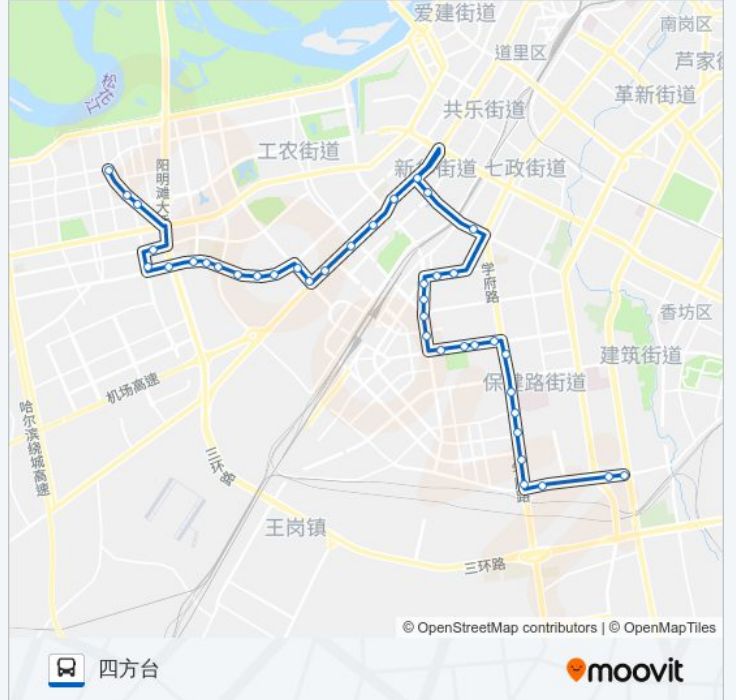 爱建街道
南岗区
道里区
芦家街
松花江
革新街道
共乐街道
工农街道
阳明滩大
街道
七政街道
学府路
香坊区
建筑街道
保健路街道
机场高速
哈尔滨绕城高速
三环路
路
王岗镇
三环路
© OpenStreetMap contributors | © OpenMapTiles
四方台
moovit